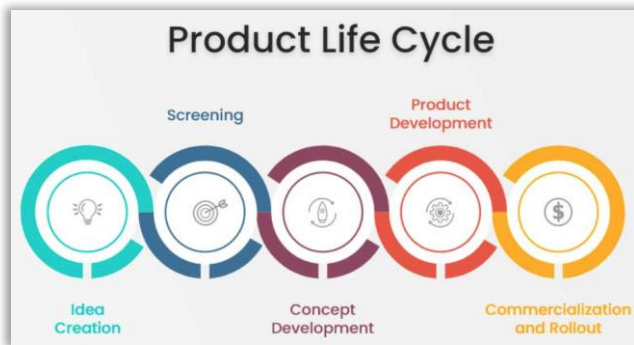 Product Life Cycle
Screening
Product
Development
$
Idea
Creation
Concept
Development
Commercialization
and Rollout